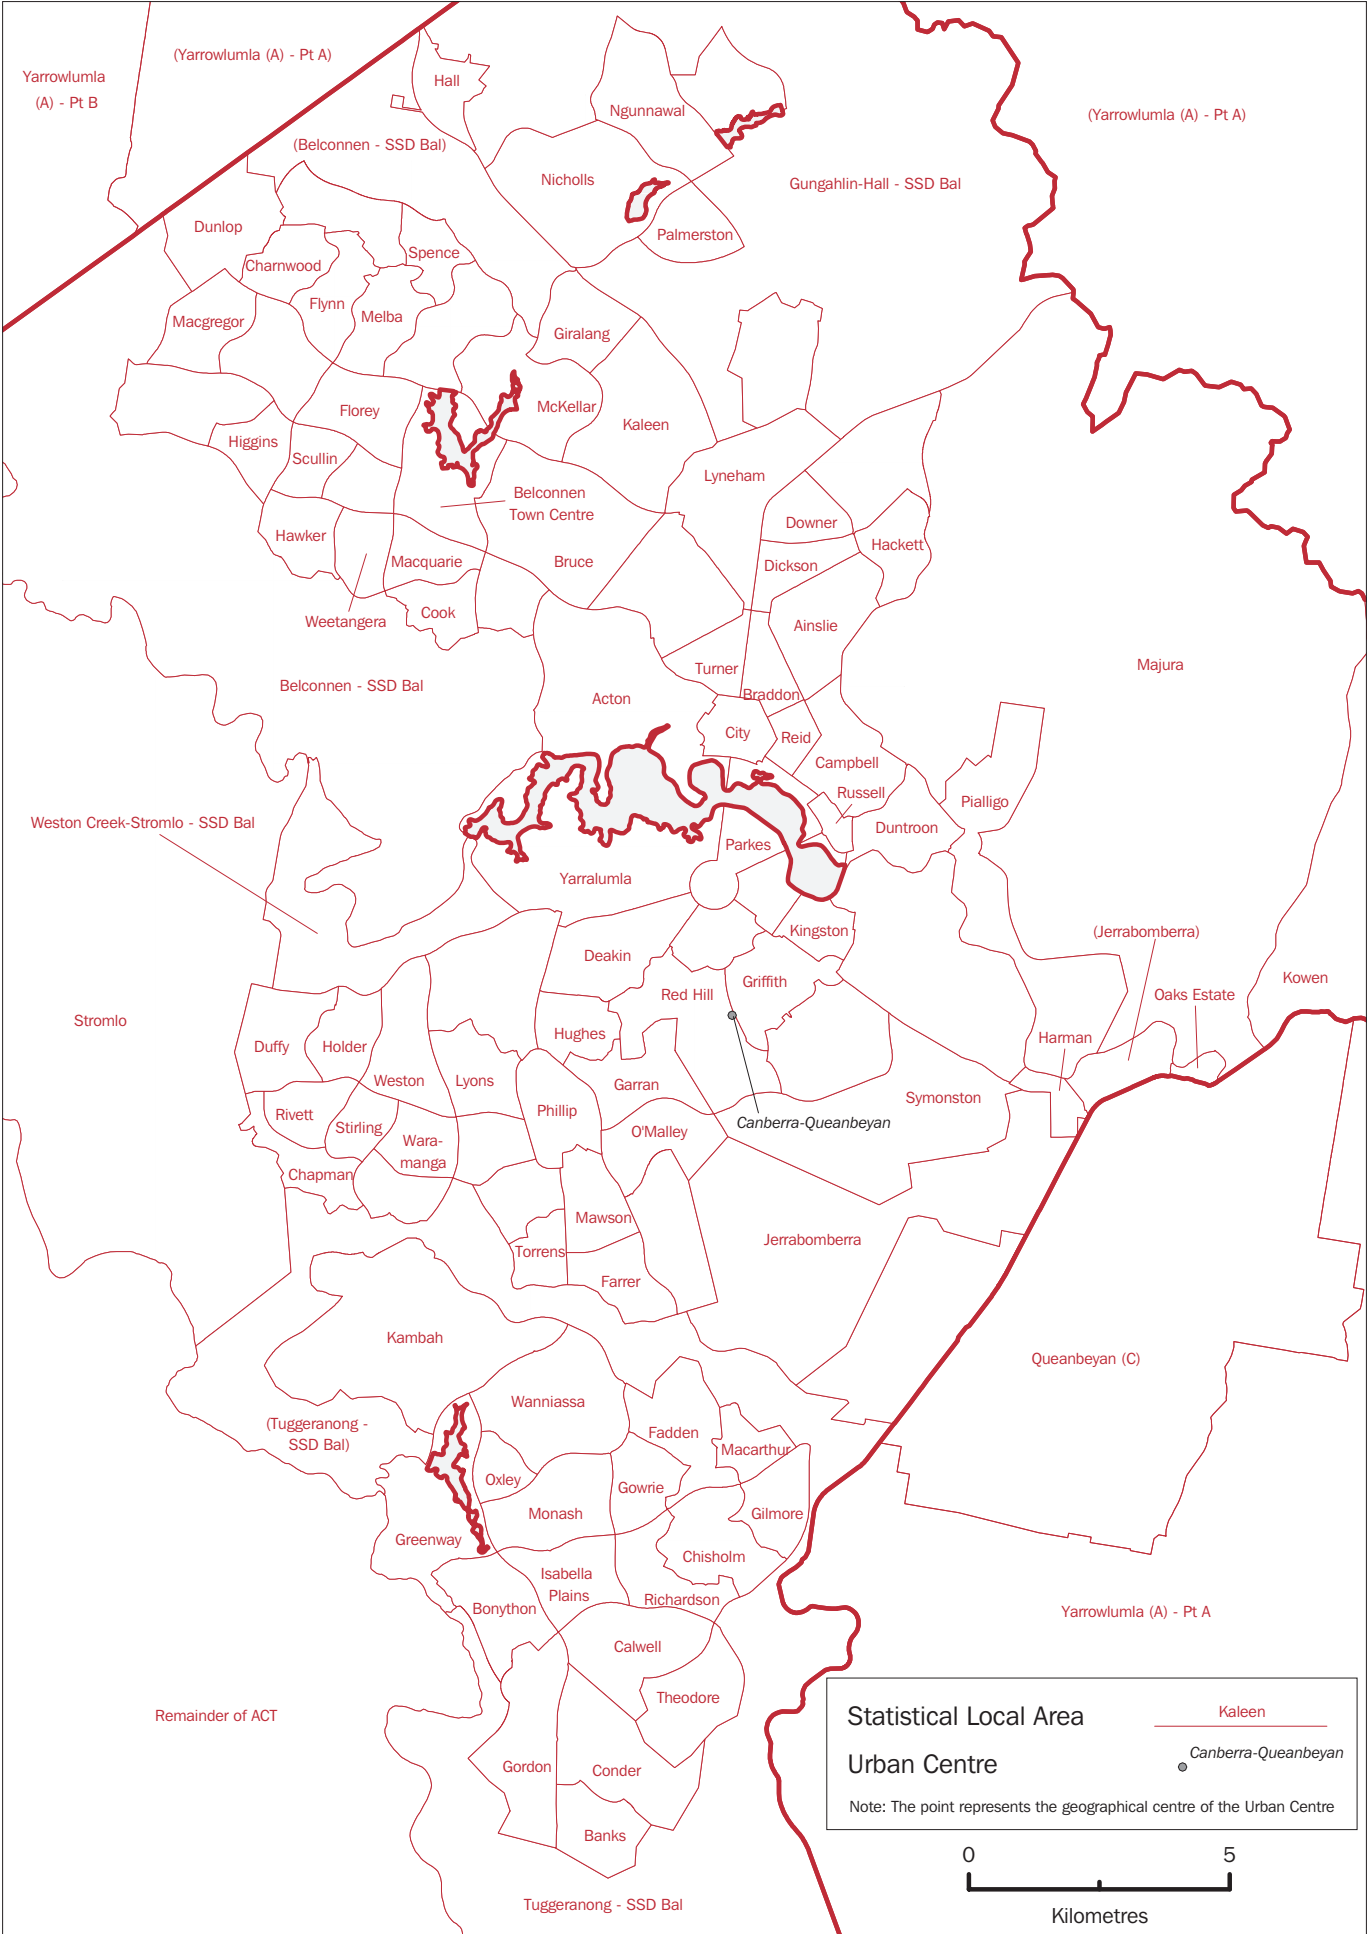 (Yarrowlumla (A) - Pt A)
Yarrowlumla
(A) - Pt B
Hall
Ngunnawal
(Yarrowlumla (A) - Pt A)
(Belconnen - SSD Bal)
Nicholls
Gungahlin-Hall - SSD Bal
Dunlop
Palmerston
Spence
Charnwood
Flynn
Melba
Macgregor
Giralang
McKellar
Florey
Kaleen
Higgins
Scullin
Lyneham
Belconnen
Town Centre
Downer
Hawker
Hackett
Macquarie
Bruce
Dickson
Cook
Weetangera
Ainslie
Majura
Turner
Belconnen - SSD Bal
Acton
Braddon
City
Reid
Campbell
Russell
Pialligo
Weston Creek-Stromlo - SSD Bal
Duntroon
Parkes
Yarralumla
Kingston
(Jerrabomberra)
Deakin
Kowen
Griffith
Red Hill
Oaks Estate
Stromlo
Hughes
Harman
Duffy
Holder
Weston
Lyons
Garran
Symonston
Rivett
Phillip
Canberra-Queanbeyan
Stirling
O'Malley
Wara-
manga
Chapman
Mawson
Jerrabomberra
Torrens
Farrer
Kambah
Queanbeyan (C)
Wanniassa
(Tuggeranong -
SSD Bal)
Fadden
Macarthur
Oxley
Gowrie
Monash
Gilmore
Greenway
Chisholm
Isabella
Plains
Richardson
Bonython
Yarrowlumla (A) - Pt A
Calwell
Theodore
Remainder of ACT
Gordon
Conder
Banks
Tuggeranong - SSD Bal
Statistical Local Area
Kaleen
Urban Centre
Canberra-Queanbeyan
Note: The point represents the geographical centre of the Urban Centre
0 5
Kilometres